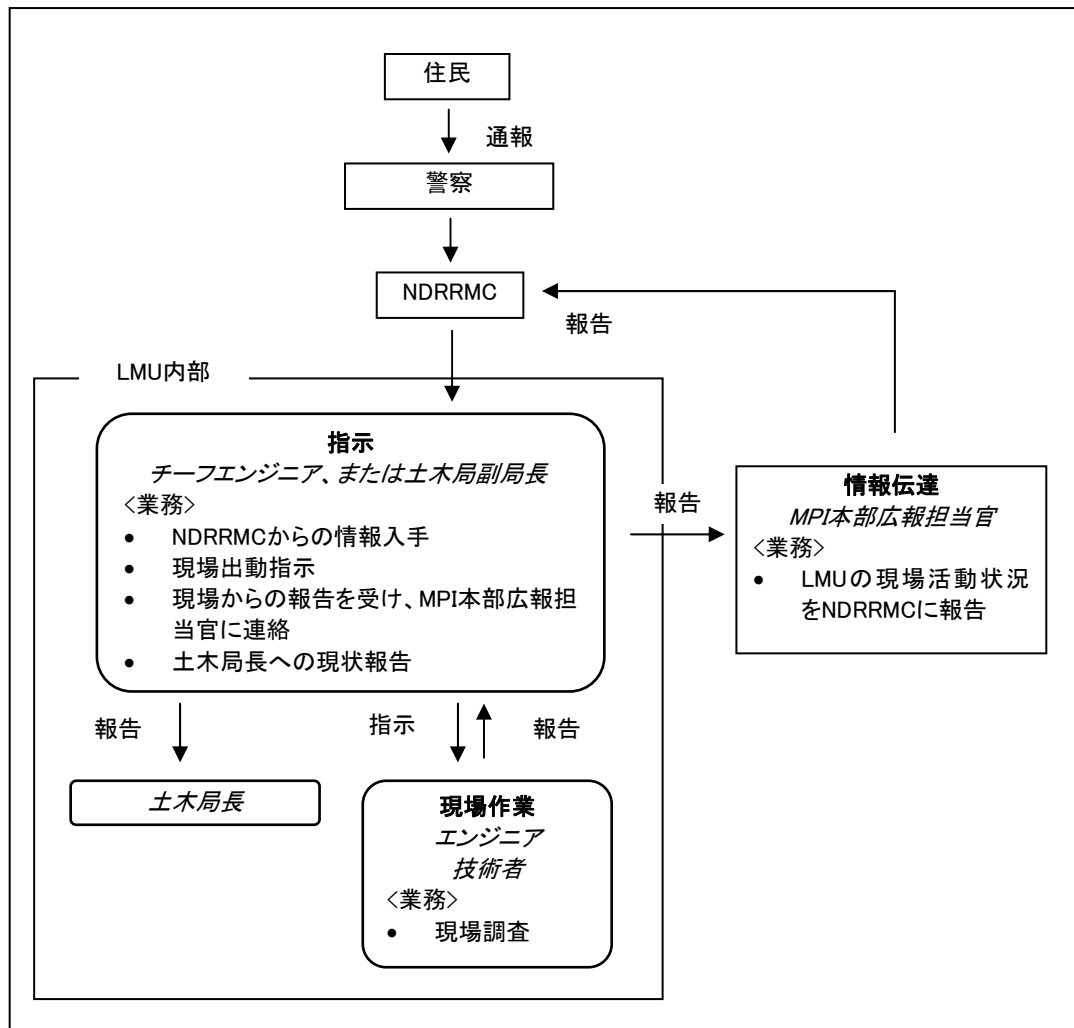 住民
通報
警察
NDRRMC
報告
LMU内部
指示
チーフエンジニア、または土木局副局長
<業務>
• NDRRMCからの情報入手
• 現場出動指示
• 現場からの報告を受け、MPI本部広報担
当官に連絡
• 土木局長への現状報告
報告
情報伝達
MPI本部広報担当官
<業務>
• LMUの現場活動状況
をNDRRMCに報告
報告
指示
報告
土木局長
現場作業
エンジニア
技術者
<業務>
• 現場調査